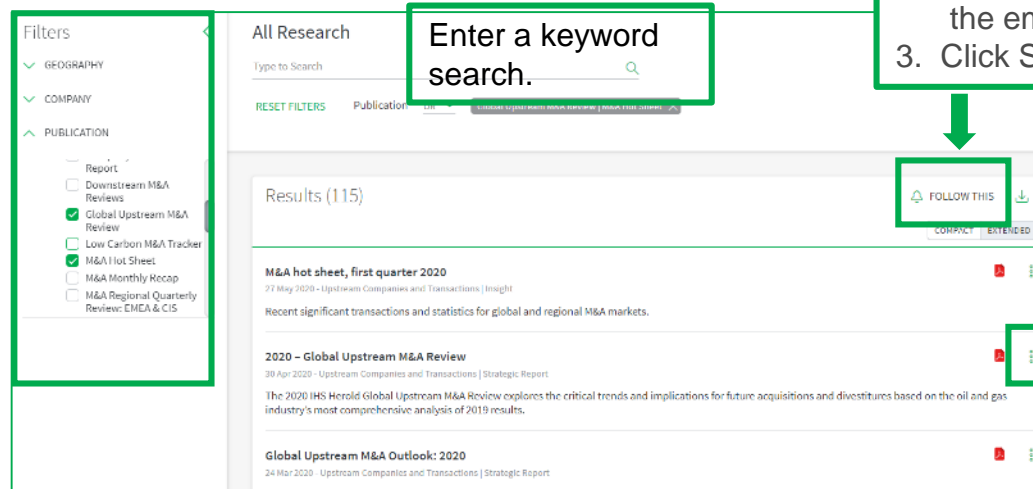 Filters
GEOGRAPHY
COMPANY
PUBLICATION
Report
Downstream M&A
Reviews
Global Upstream M&A
Review
Low Carbon M&A Tracker
M&A Hot Sheet
M&A Monthly Recap
M&A Regional Quarterly
Review: EMEA & CIS
All Research
Type to Search
Enter a keyword
search.
RESET FILTERS Publication
Global Upstream M&A Review | M&A Hot Sheet
the em
3. Click S
Results (115)
FOLLOW THIS
COMPACT EXTENDED
M&A hot sheet, first quarter 2020
27 May 2020 - Upstream Companies and Transactions | Insight
Recent significant transactions and statistics for global and regional M&A markets.
2020 – Global Upstream M&A Review
30 Apr 2020 - Upstream Companies and Transactions | Strategic Report
The 2020 IHS Herold Global Upstream M&A Review explores the critical trends and implications for future acquisitions and divestitures based on the oil and gas
industry's most comprehensive analysis of 2019 results.
Global Upstream M&A Outlook: 2020
24 Mar 2020 - Upstream Companies and Transactions | Strategic Report